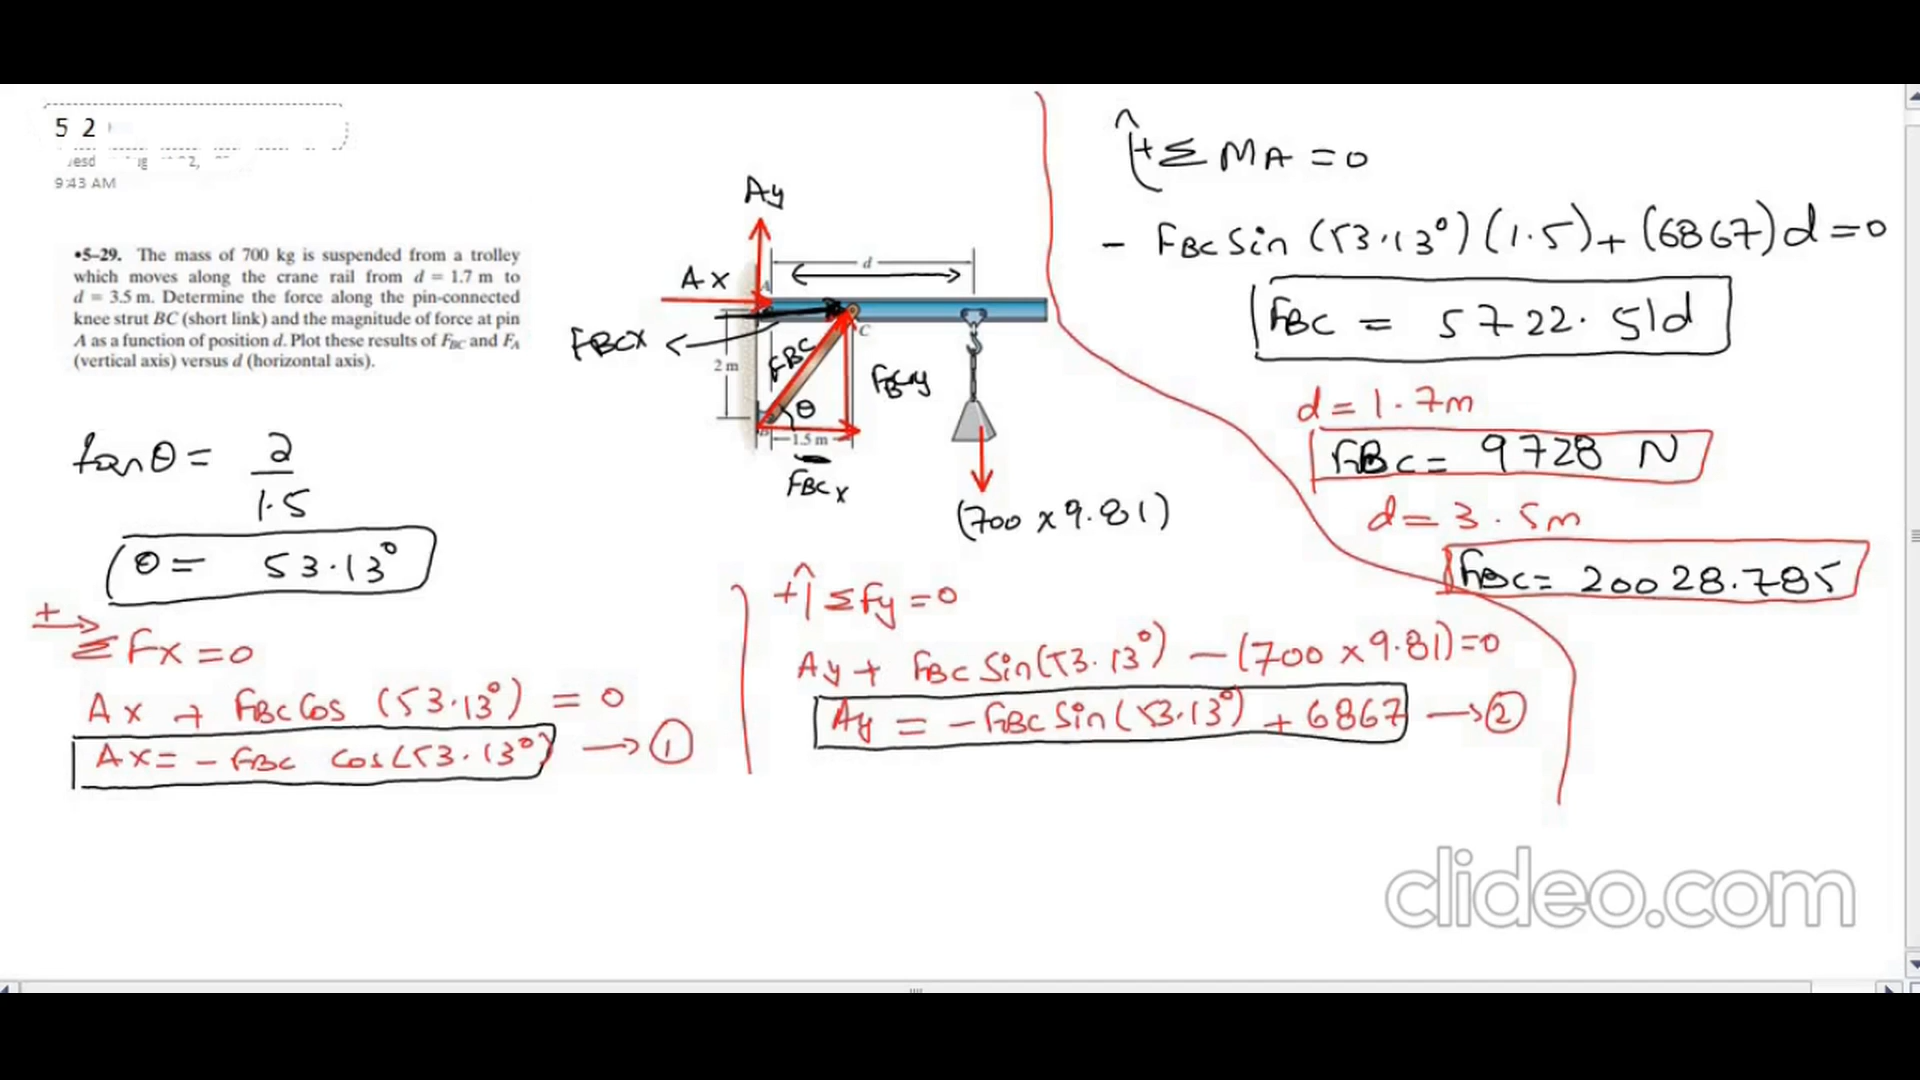 5 2
9:43 AM
•5–29. The mass of 700 kg is suspended from a trolley
which moves along the crane rail from d = 1.7 m to
d = 3.5 m. Determine the force along the pin-connected
knee strut BC (short link) and the magnitude of force at pin
A as a function of position d. Plot these results of FBC and FA
(vertical axis) versus d (horizontal axis).
tanθ = 2
1.5
θ = 53.13°
+
ΣFx = 0
Ax + FBC Cos (53.13°) = 0
Ax = - FBC cos(53.13°) → 1
Ay
Ax
A
d
FBCX
C
2 m
FBC
FBCy
θ
B
1.5 m
FBCx
(700 x 9.81)
+↑ ΣFy = 0
Ay + FBC Sin(53.13°) - (700 x 9.81) = 0
Ay = - FBC Sin(53.13°) + 6867 → 2
+ Σ MA = 0
- FBC Sin (53.13°)(1.5) + (6867)d = 0
FBC = 5722.51d
d = 1.7m
FBC = 9728 N
d = 3.5m
FBC = 20028.785
clideo.com